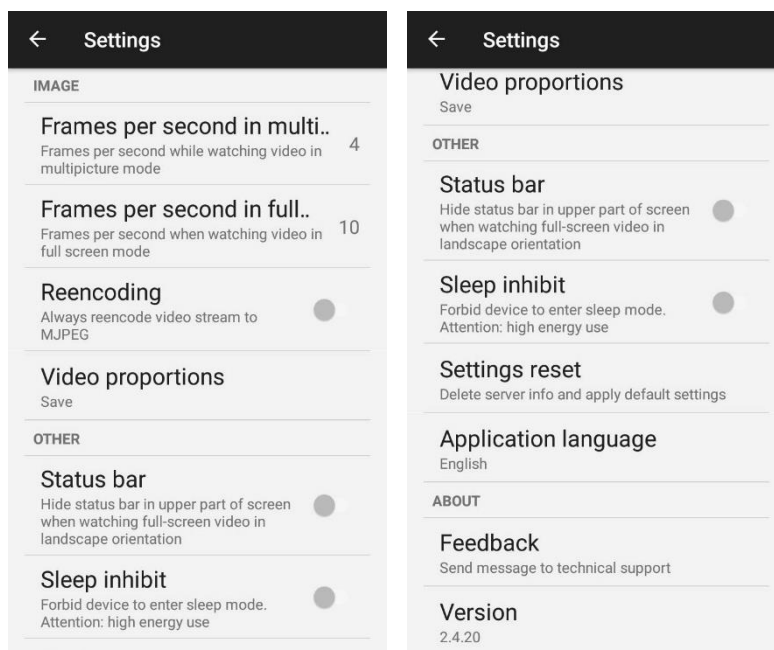 Settings
IMAGE
Frames per second in multi..
Frames per second while watching video in
multipicture mode
4
Frames per second in full..
Frames per second when watching video in
full screen mode
10
Reencoding
Always reencode video stream to
MJPEG
Video proportions
Save
OTHER
Status bar
Hide status bar in upper part of screen
when watching full-screen video in
landscape orientation
Sleep inhibit
Forbid device to enter sleep mode.
Attention: high energy use
Settings
Video proportions
Save
OTHER
Status bar
Hide status bar in upper part of screen
when watching full-screen video in
landscape orientation
Sleep inhibit
Forbid device to enter sleep mode.
Attention: high energy use
Settings reset
Delete server info and apply default settings
Application language
English
ABOUT
Feedback
Send message to technical support
Version
2.4.20